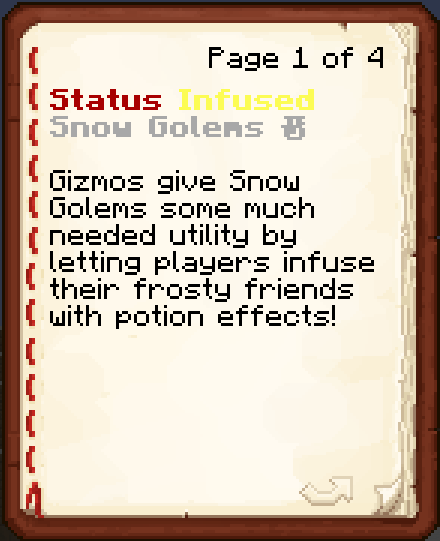 Page 1 of 4
Status Infused
Snow Golems ☃
Gizmos give Snow
Golems some much
needed utility by
letting players infuse
their frosty friends
with potion effects!